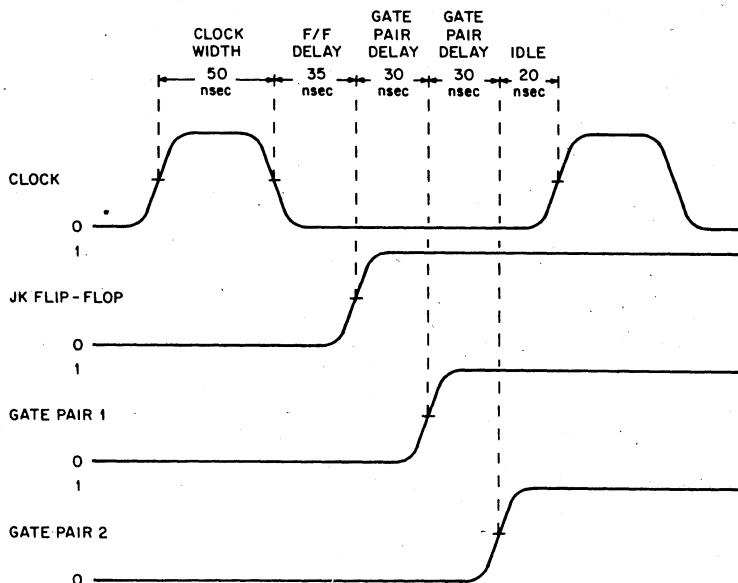 CLOCK
WIDTH
50
nsec
F/F
DELAY
35
nsec
GATE
PAIR
DELAY
30
nsec
GATE
PAIR
DELAY
30
nsec
IDLE
20
nsec
CLOCK
0
1
JK FLIP-FLOP
0
1
GATE PAIR 1
0
1
GATE PAIR 2
0